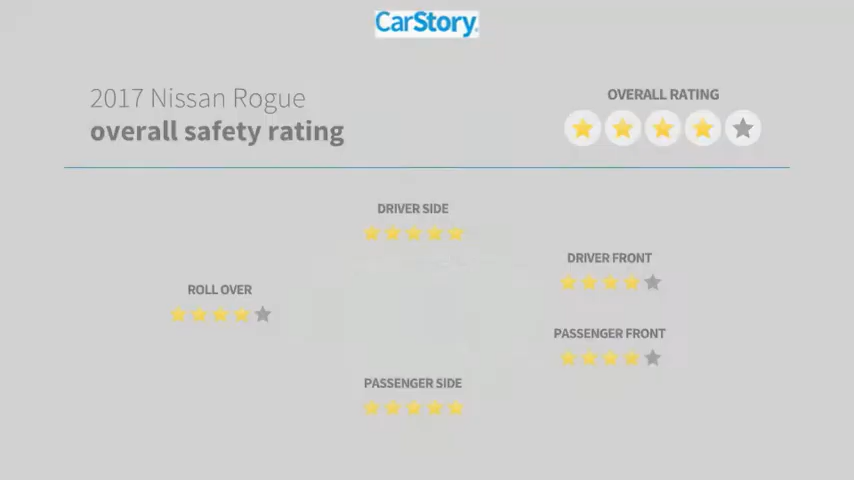 CarStory.
2017 Nissan Rogue
overall safety rating
OVERALL RATING
DRIVER SIDE
DRIVER FRONT
ROLL OVER
PASSENGER FRONT
PASSENGER SIDE